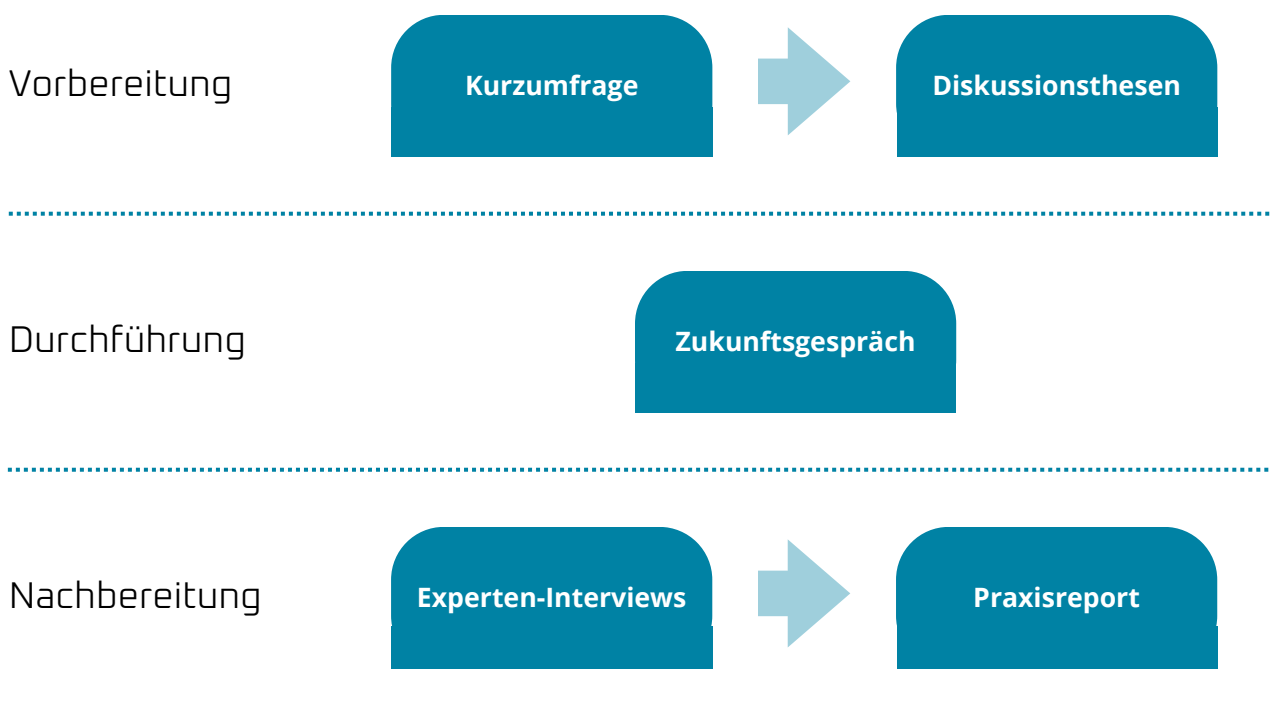 Vorbereitung
Kurzumfrage
Diskussionsthesen
Durchführung
Zukunftsgespräch
Nachbereitung
Experten-Interviews
Praxisreport